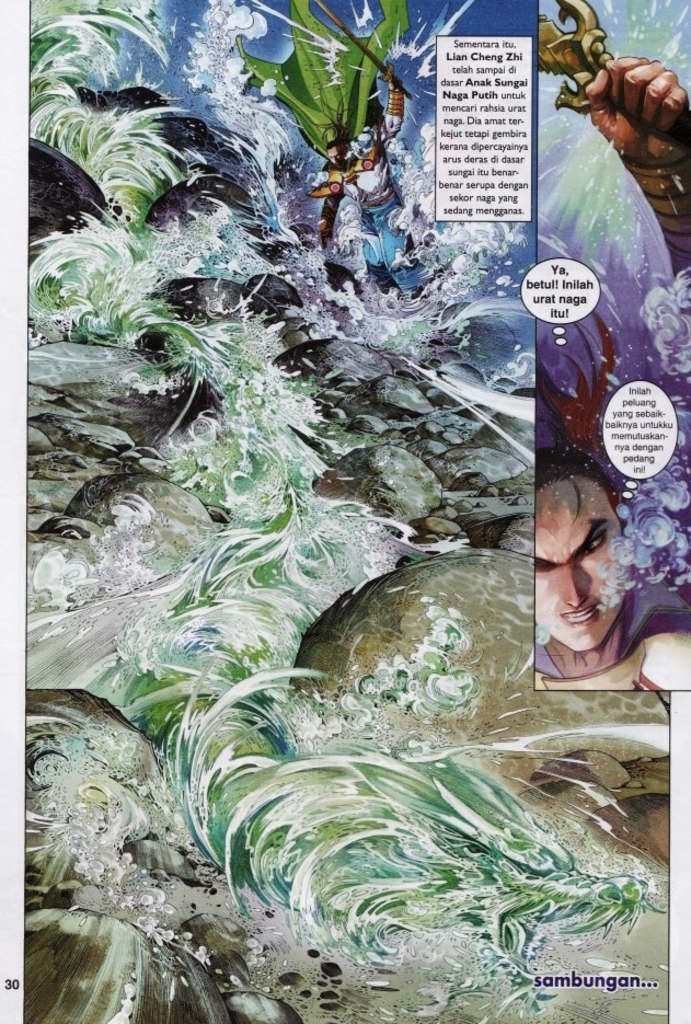 Sementara itu,
Lian Cheng Zhi
telah sampai di
dasar Anak Sungai
Naga Putih untuk
mencari rahsia urat
naga. Dia amat ter-
kejut tetapi gembira
kerana dipercayainya
arus deras di dasar
sungai itu benar-
benar serupa dengan
sekor naga yang
sedang mengganas.
Ya,
betul! Inilah
urat naga
itu!
Inilah
peluang
yang sebaik-
baiknya untukku
memutuskan-
nya dengan
pedang
ini!
30
sambungan...